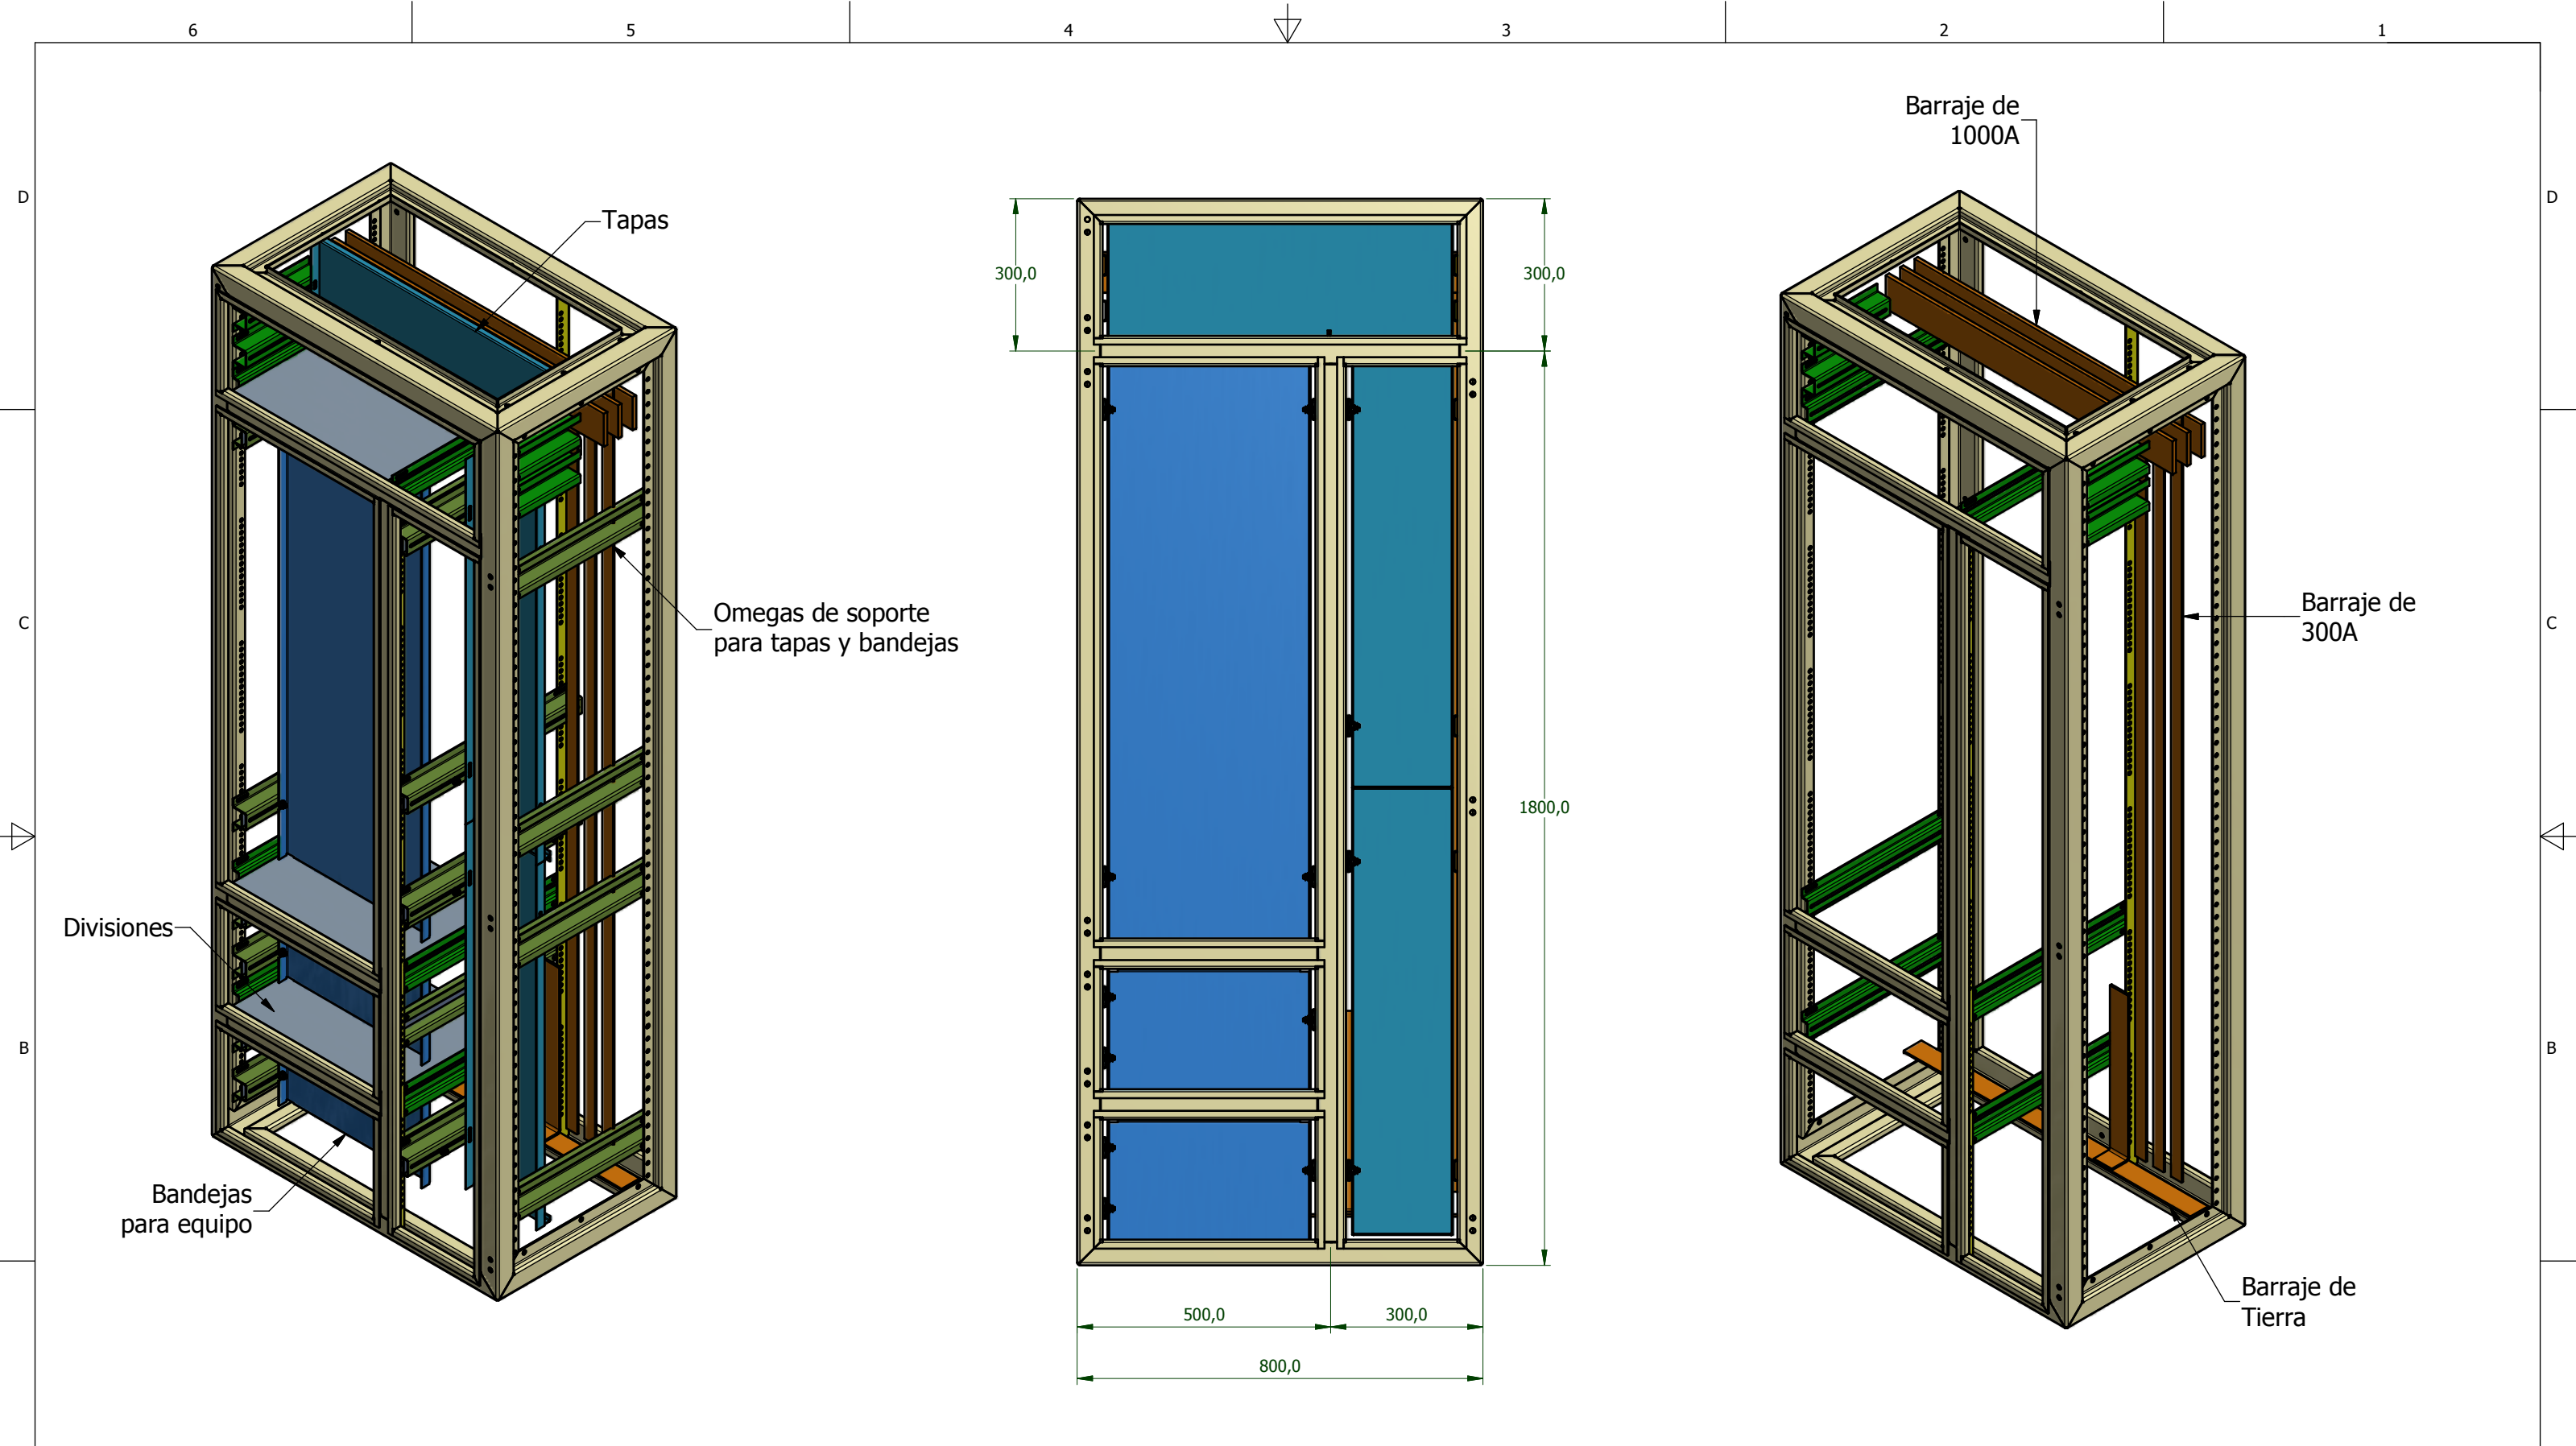 6
5
4
3
2
1
D
D
C
C
B
B
Tapas
Omegas de soporte
para tapas y bandejas
Divisiones
Bandejas
para equipo
300,0
300,0
1800,0
500,0
300,0
800,0
Barraje de
1000A
Barraje de
300A
Barraje de
Tierra